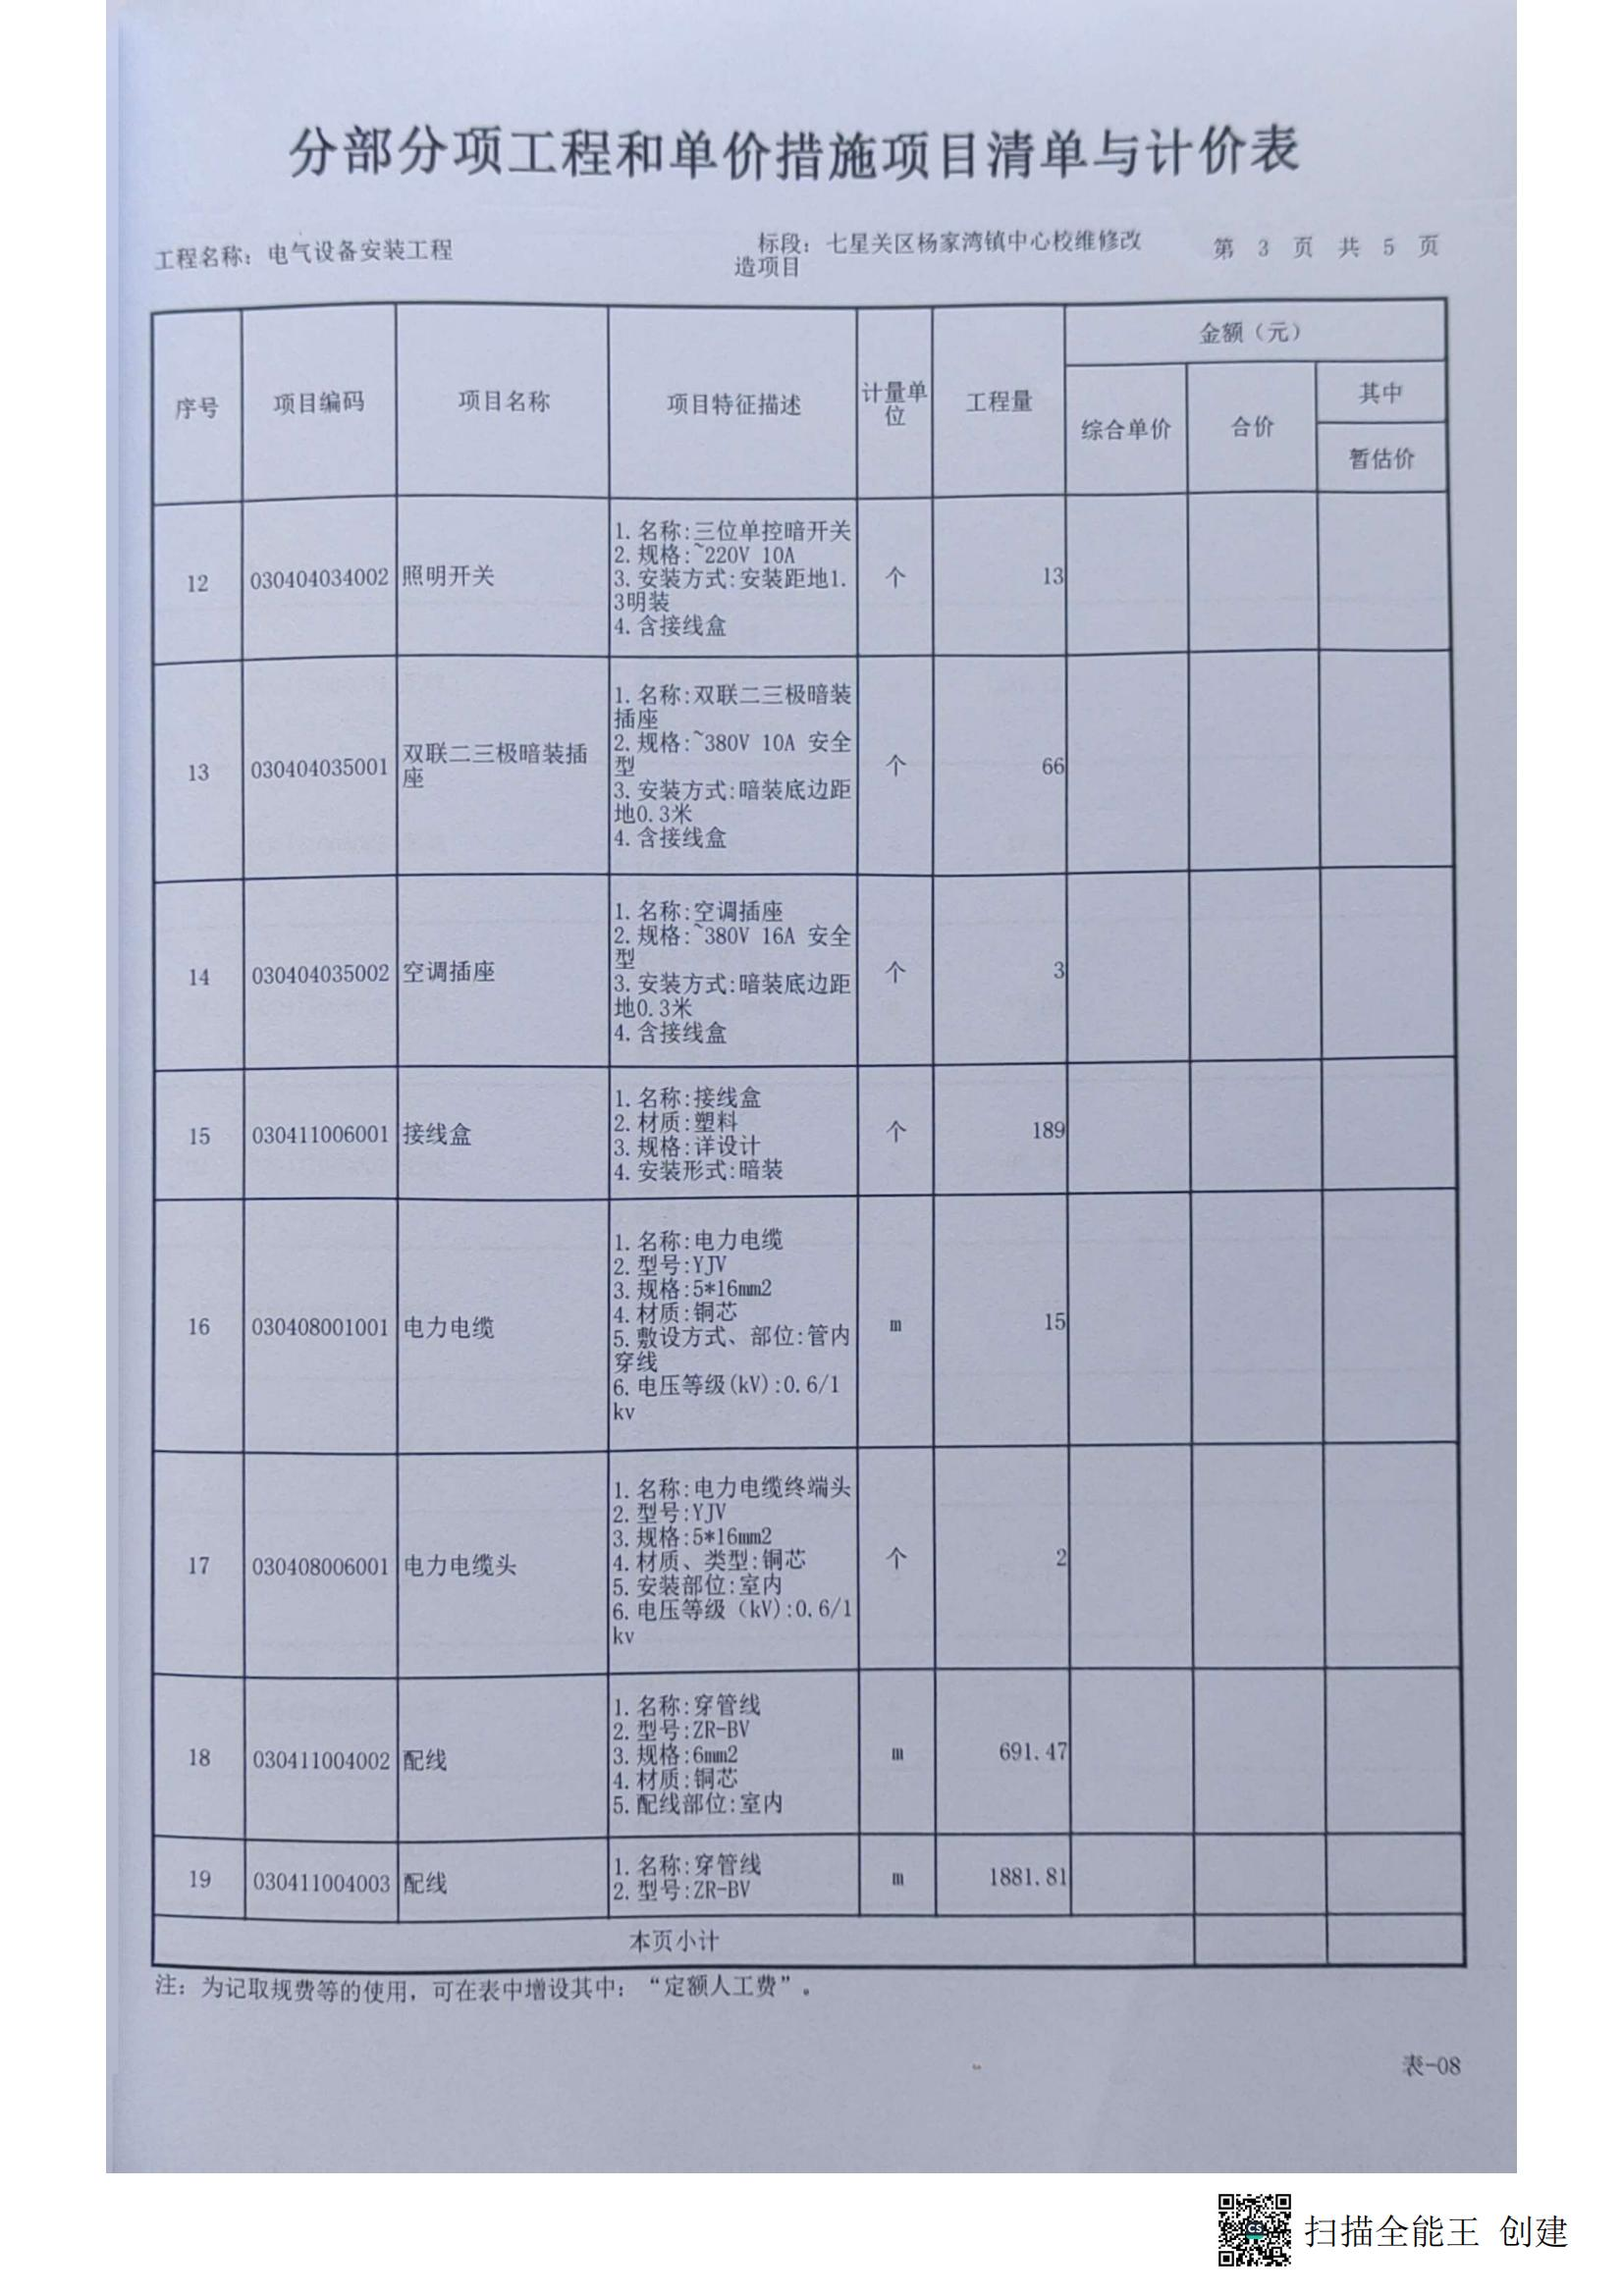 分部分项工程和单价措施项目清单与计价表
工程名称：电气设备安装工程
标段：七星关区杨家湾镇中心校维修改
造项目
第 3 页 共 5 页
序号
项目编码
项目名称
项目特征描述
计量单
位
工程量
金额（元）
综合单价
合价
其中
暂估价
12
030404034002
照明开关
1.名称:三位单控暗开关
2.规格:~220V 10A
3.安装方式:安装距地1.
3明装
4.含接线盒
个
13
13
030404035001
双联二三极暗装插
座
1.名称:双联二三极暗装
插座
2.规格:~380V 10A 安全
型
3.安装方式:暗装底边距
地0.3米
4.含接线盒
个
66
14
030404035002
空调插座
1.名称:空调插座
2.规格:~380V 16A 安全
型
3.安装方式:暗装底边距
地0.3米
4.含接线盒
个
3
15
030411006001
接线盒
1.名称:接线盒
2.材质:塑料
3.规格:详设计
4.安装形式:暗装
个
189
16
030408001001
电力电缆
1.名称:电力电缆
2.型号:YJV
3.规格:5*16mm2
4.材质:铜芯
5.敷设方式、部位:管内
穿线
6.电压等级(kV):0.6/1
kv
m
15
17
030408006001
电力电缆头
1.名称:电力电缆终端头
2.型号:YJV
3.规格:5*16mm2
4.材质、类型:铜芯
5.安装部位:室内
6.电压等级（kV):0.6/1
kv
个
2
18
030411004002
配线
1.名称:穿管线
2.型号:ZR-BV
3.规格:6mm2
4.材质:铜芯
5.配线部位:室内
m
691.47
19
030411004003
配线
1.名称:穿管线
2.型号:ZR-BV
m
1881.81
本页小计
注：为记取规费等的使用，可在表中增设其中：“定额人工费”。
表-08
CS
扫描全能王 创建